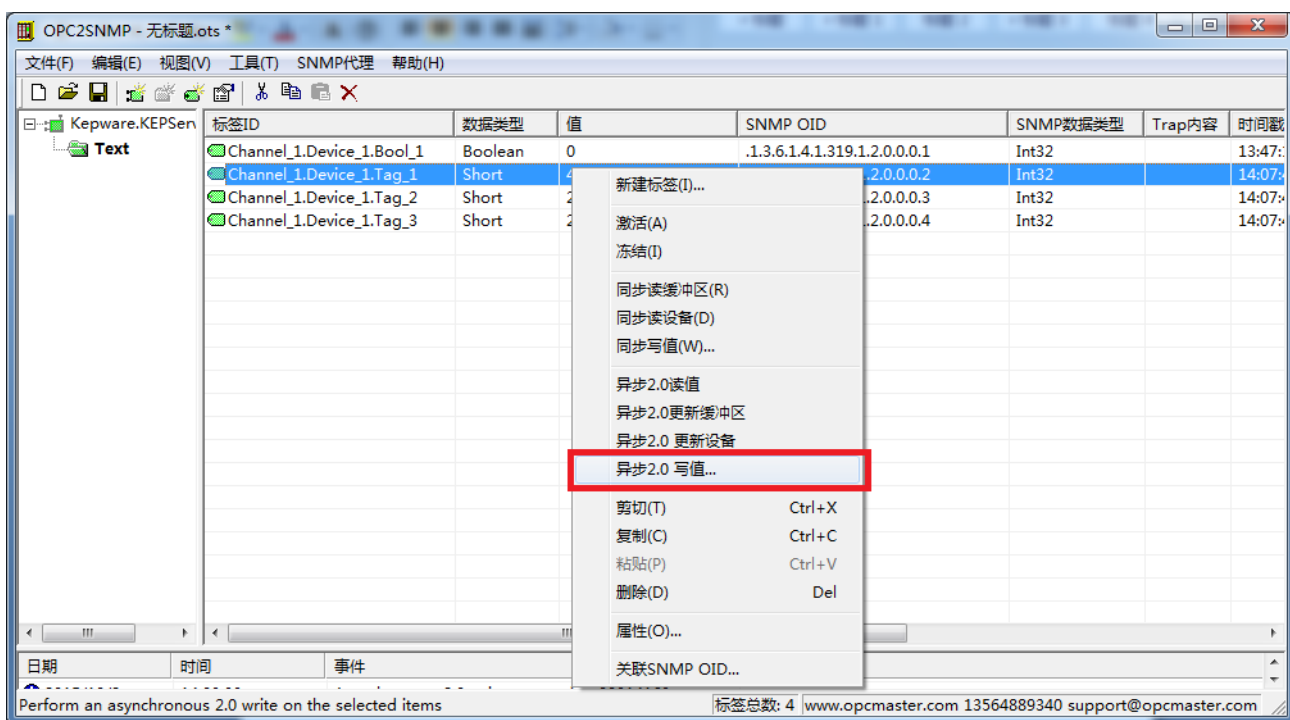 OPC2SNMP - 无标题.ots *
文件(F) 编辑(E) 视图(V) 工具(T) SNMP代理 帮助(H)
Kepware.KEPServ
Text
标签ID 数据类型 值 SNMP OID SNMP数据类型 Trap内容 时间戳
Channel_1.Device_1.Bool_1 Boolean 0 .1.3.6.1.4.1.319.1.2.0.0.0.1 Int32 13:47:
Channel_1.Device_1.Tag_1 Short 4 .2.0.0.0.2 Int32 14:07:
Channel_1.Device_1.Tag_2 Short 2 .2.0.0.0.3 Int32 14:07:
Channel_1.Device_1.Tag_3 Short 2 .2.0.0.0.4 Int32 14:07:
新建标签(I)...
激活(A)
冻结(I)
同步读缓冲区(R)
同步读设备(D)
同步写值(W)...
异步2.0读值
异步2.0更新缓冲区
异步2.0 更新设备
异步2.0 写值...
剪切(T) Ctrl+X
复制(C) Ctrl+C
粘贴(P) Ctrl+V
删除(D) Del
属性(O)...
关联SNMP OID...
日期 时间 事件
Perform an asynchronous 2.0 write on the selected items
标签总数: 4 www.opcmaster.com 13564889340 support@opcmaster.com